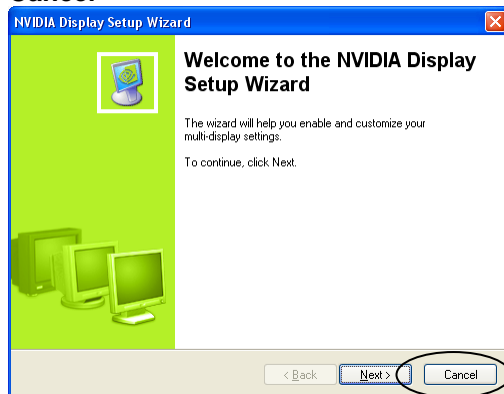 Cancel
NVIDIA Display Setup Wizard
Welcome to the NVIDIA Display
Setup Wizard
The wizard will help you enable and customize your
multi-display settings.
To continue, click Next.
< Back Next > Cancel